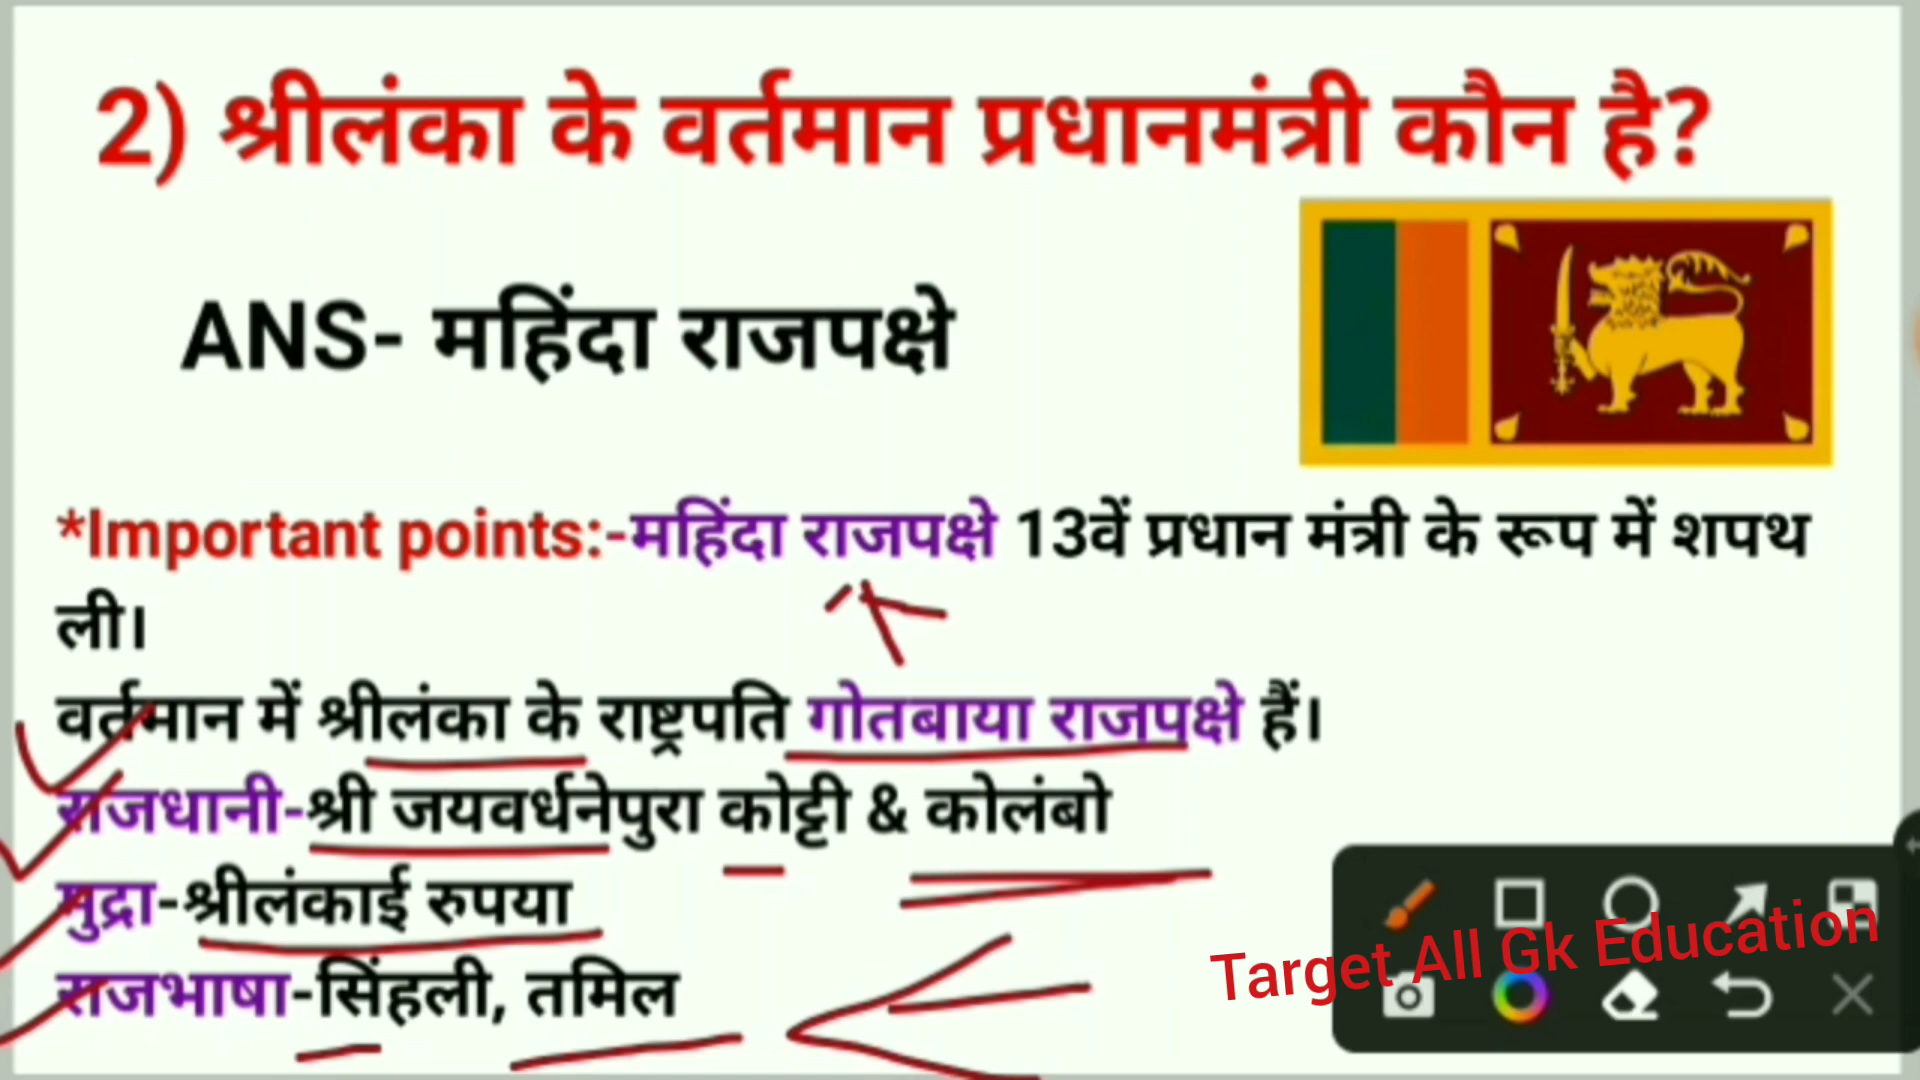 2) श्रीलंका के वर्तमान प्रधानमंत्री कौन है?
ANS- महिंदा राजपक्षे
*Important points:-महिंदा राजपक्षे 13वें प्रधान मंत्री के रूप में शपथ
ली।
वर्तमान में श्रीलंका के राष्ट्रपति गोतबाया राजपक्षे हैं।
राजधानी-श्री जयवर्धनेपुरा कोट्टी & कोलंबो
मुद्रा-श्रीलंकाई रुपया
राजभाषा-सिंहली, तमिल
Target All Gk Education